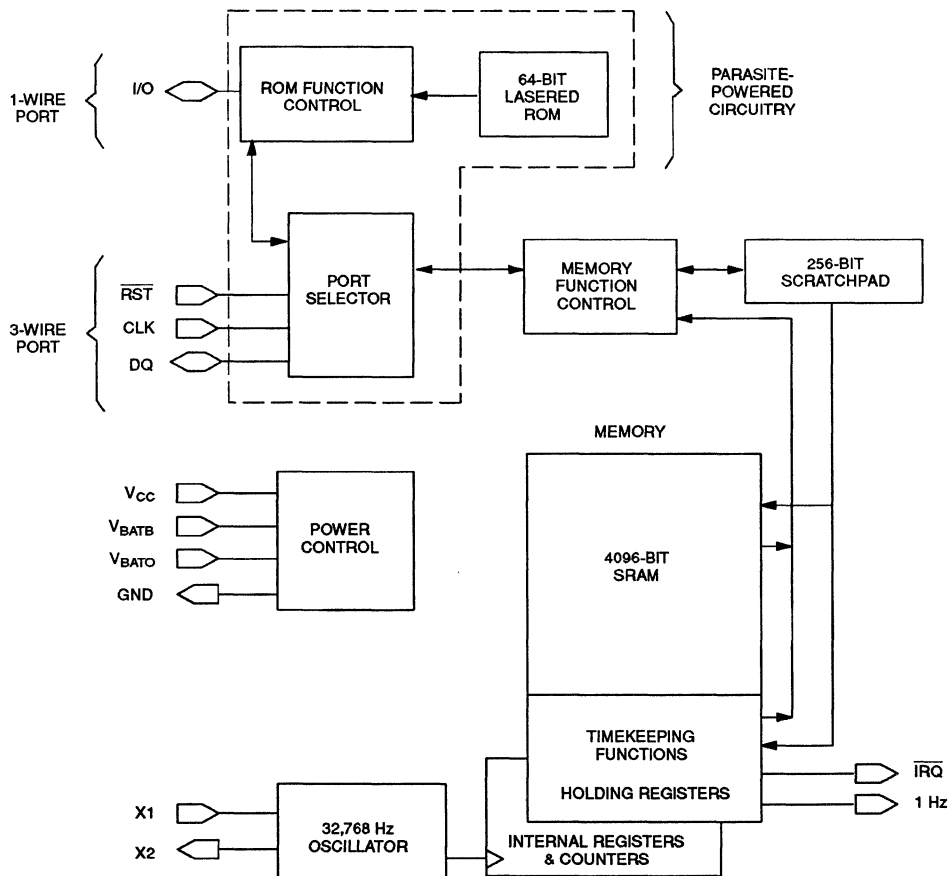 1-WIRE
PORT
I/O
ROM FUNCTION
CONTROL
64-BIT
LASERED
ROM
PARASITE-
POWERED
CIRCUITRY
3-WIRE
PORT
RST
CLK
DQ
PORT
SELECTOR
MEMORY
FUNCTION
CONTROL
256-BIT
SCRATCHPAD
MEMORY
VCC
VBATB
VBATO
GND
POWER
CONTROL
4096-BIT
SRAM
TIMEKEEPING
FUNCTIONS
HOLDING REGISTERS
IRQ
1 Hz
X1
X2
32,768 Hz
OSCILLATOR
INTERNAL REGISTERS
& COUNTERS